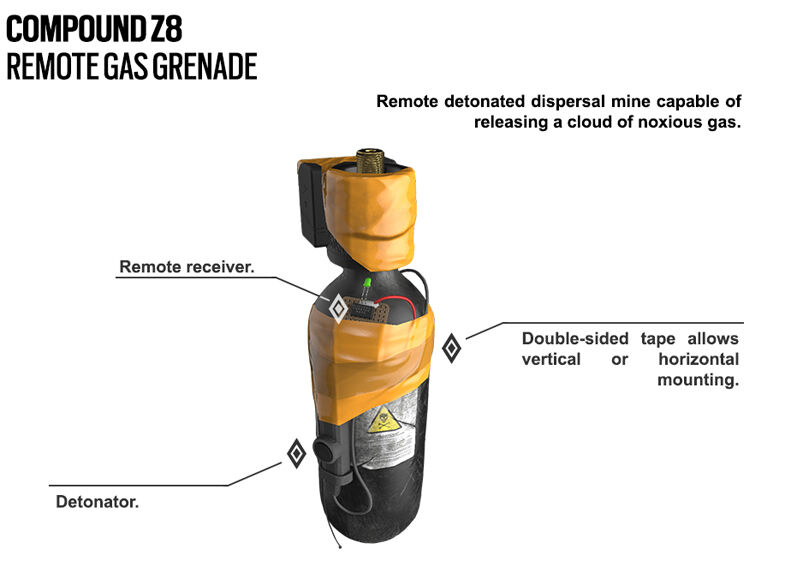 COMPOUND Z8
REMOTE GAS GRENADE
Remote detonated dispersal mine capable of
releasing a cloud of noxious gas.
Remote receiver.
Double-sided tape allows
vertical or horizontal
mounting.
Detonator.